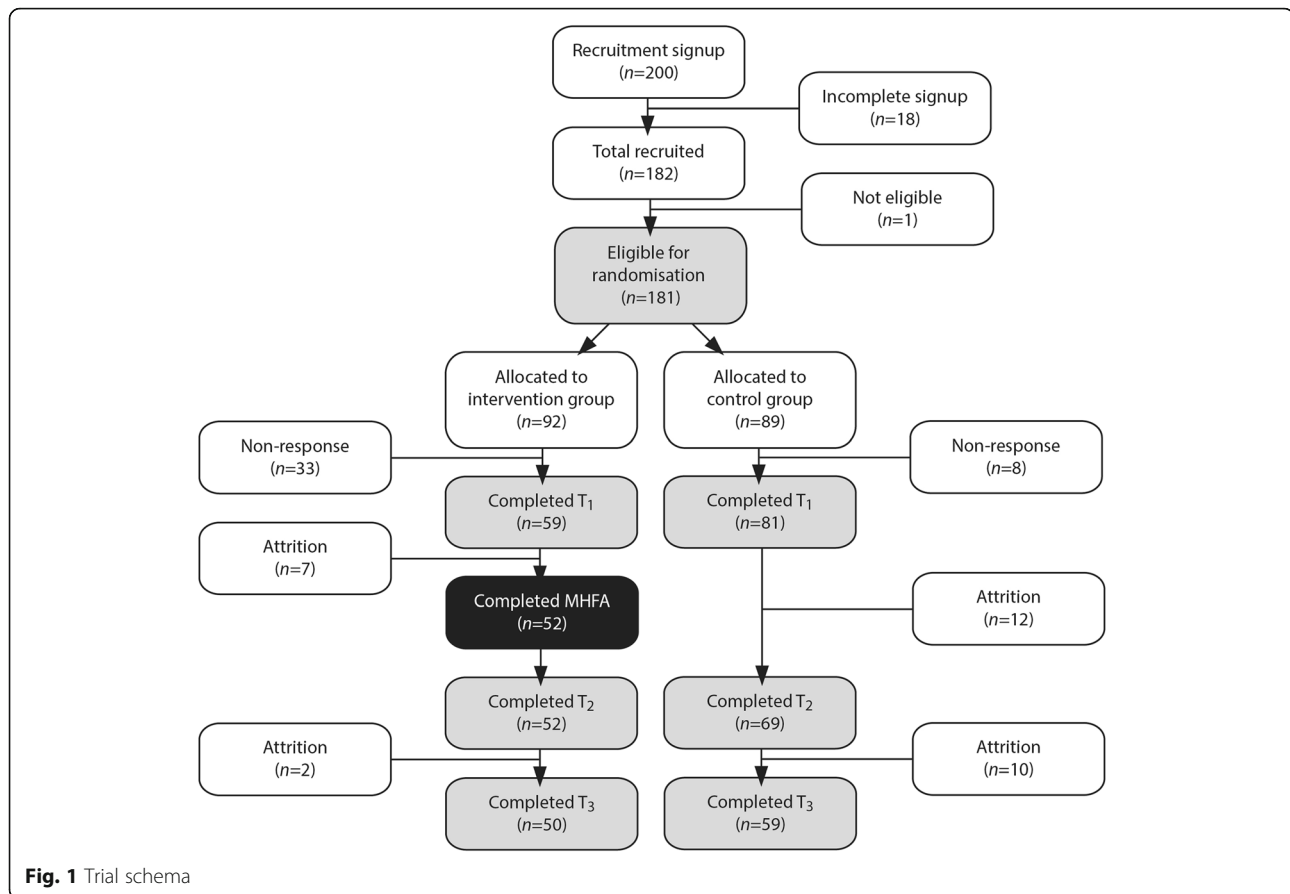 Recruitment signup
(n=200)
Incomplete signup
(n=18)
Total recruited
(n=182)
Not eligible
(n=1)
Eligible for
randomisation
(n=181)
Allocated to
intervention group
(n=92)
Allocated to
control group
(n=89)
Non-response
(n=33)
Non-response
(n=8)
Completed T₁
(n=59)
Completed T₁
(n=81)
Attrition
(n=7)
Completed MHFA
(n=52)
Attrition
(n=12)
Completed T₂
(n=52)
Completed T₂
(n=69)
Attrition
(n=2)
Attrition
(n=10)
Completed T₃
(n=50)
Completed T₃
(n=59)
Fig. 1 Trial schema